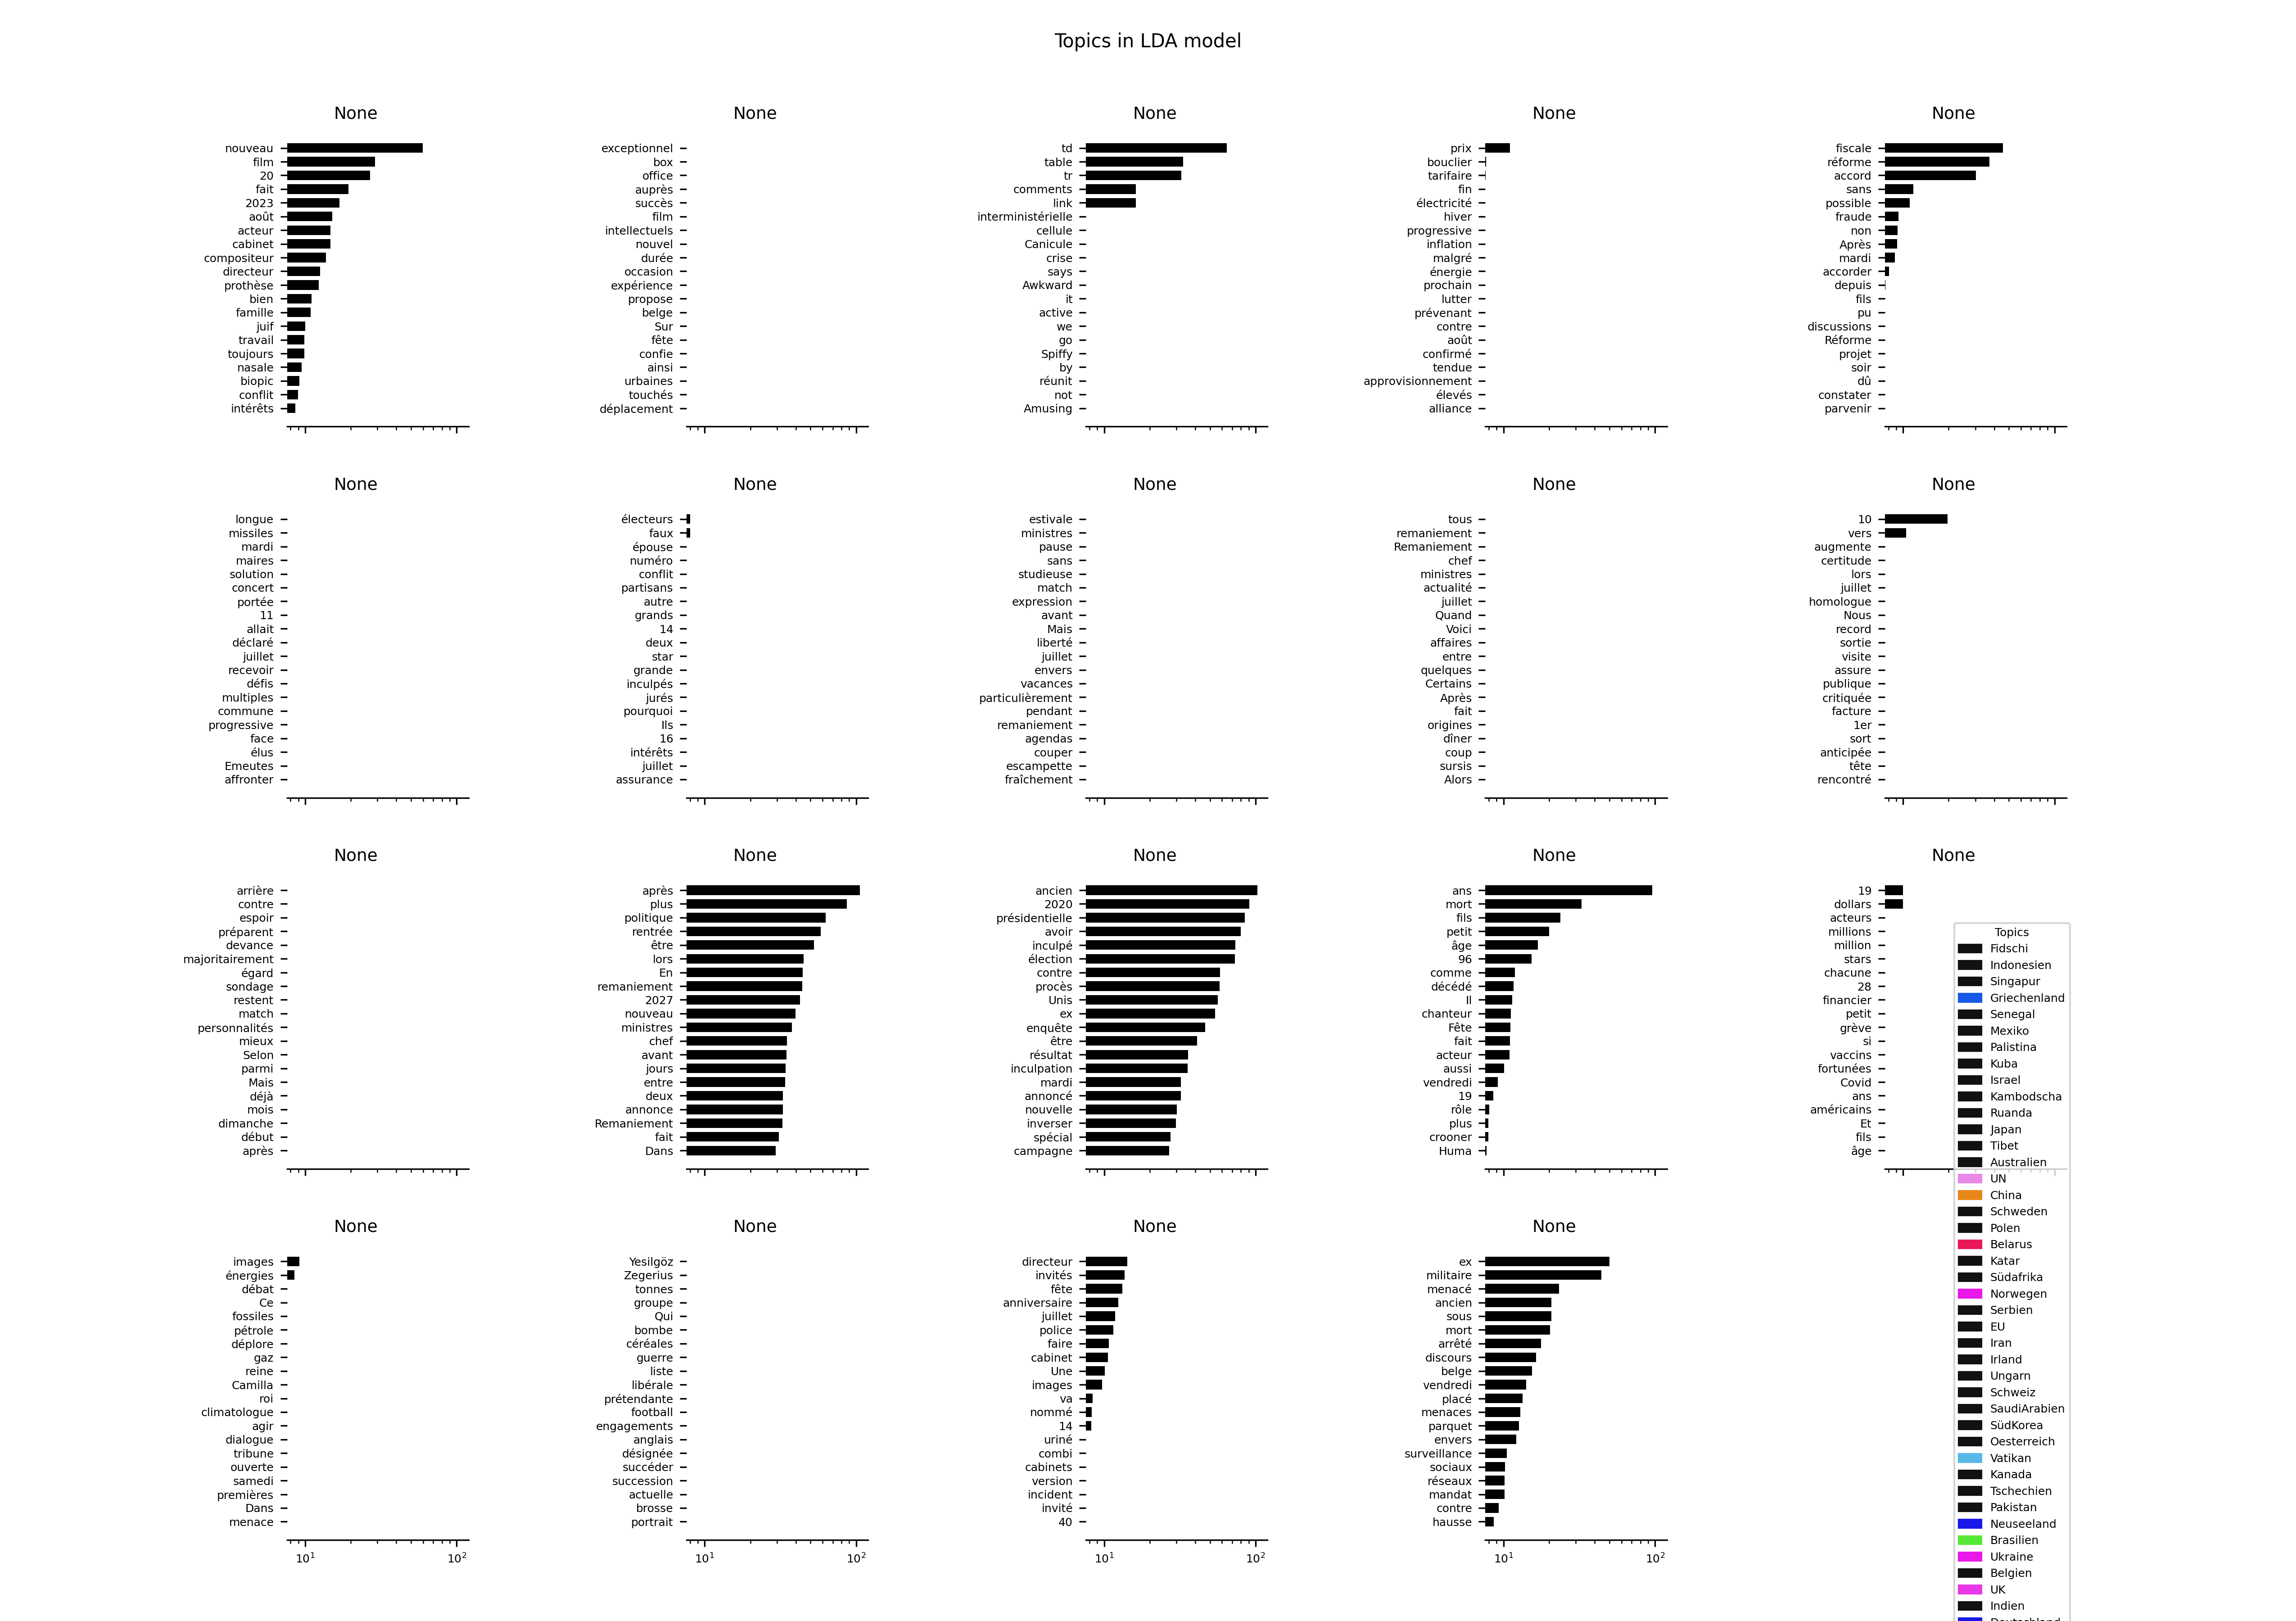 Topics in LDA model
None
nouveau
film
20
fait
2023
août
acteur
cabinet
compositeur
directeur
prothèse
bien
famille
juif
travail
toujours
nasale
biopic
conflit
intérêts
None
exceptionnel
box
office
auprès
succès
film
intellectuels
nouvel
durée
occasion
expérience
propose
belge
Sur
fête
confie
ainsi
urbaines
touchés
déplacement
None
td
table
tr
comments
link
interministérielle
cellule
Canicule
crise
says
Awkward
it
active
we
go
Spiffy
by
réunit
not
Amusing
None
prix
bouclier
tarifaire
fin
électricité
hiver
progressive
inflation
malgré
énergie
prochain
lutter
prévenant
contre
août
confirmé
tendue
approvisionnement
élevés
alliance
None
fiscale
réforme
accord
sans
possible
fraude
non
Après
mardi
accorder
depuis
fils
pu
discussions
Réforme
projet
soir
dû
constater
parvenir
None
longue
missiles
mardi
maires
solution
concert
portée
11
allait
déclaré
juillet
recevoir
défis
multiples
commune
progressive
face
élus
Emeutes
affronter
None
électeurs
faux
épouse
numéro
conflit
partisans
autre
grands
14
deux
star
grande
inculpés
jurés
pourquoi
Ils
16
intérêts
juillet
assurance
None
estivale
ministres
pause
sans
studieuse
match
expression
avant
Mais
liberté
juillet
envers
vacances
particulièrement
pendant
remaniement
agendas
couper
escampette
fraîchement
None
tous
remaniement
Remaniement
chef
ministres
actualité
juillet
Quand
Voici
affaires
entre
quelques
Certains
Après
fait
origines
dîner
coup
sursis
Alors
None
10
vers
augmente
certitude
lors
juillet
homologue
Nous
record
sortie
visite
assure
publique
critiquée
facture
1er
sort
anticipée
tête
rencontré
None
arrière
contre
espoir
préparent
devance
majoritairement
égard
sondage
restent
match
personnalités
mieux
Selon
parmi
Mais
déjà
mois
dimanche
début
après
None
après
plus
politique
rentrée
être
lors
En
remaniement
2027
nouveau
ministres
chef
avant
jours
entre
deux
annonce
Remaniement
fait
Dans
None
ancien
2020
présidentielle
avoir
inculpé
élection
contre
procès
Unis
ex
enquête
être
résultat
inculpation
mardi
annoncé
nouvelle
inverser
spécial
campagne
None
ans
mort
fils
petit
âge
96
comme
décédé
Il
chanteur
Fête
fait
acteur
aussi
vendredi
19
rôle
plus
crooner
Huma
None
19
dollars
acteurs
millions
million
stars
chacune
28
financier
petit
grève
si
vaccins
fortunées
Covid
ans
américains
Et
fils
âge
None
images
énergies
débat
Ce
fossiles
pétrole
déplore
gaz
reine
Camilla
roi
climatologue
agir
dialogue
tribune
ouverte
samedi
premières
Dans
menace
10¹ 10²
None
Yesilgöz
Zegerius
tonnes
groupe
Qui
bombe
céréales
guerre
liste
libérale
prétendante
football
engagements
anglais
désignée
succéder
succession
actuelle
brosse
portrait
10¹ 10²
None
directeur
invités
fête
anniversaire
juillet
police
faire
cabinet
Une
images
va
nommé
14
uriné
combi
cabinets
version
incident
invité
40
10¹ 10²
None
ex
militaire
menacé
ancien
sous
mort
arrêté
discours
belge
vendredi
placé
menaces
parquet
envers
surveillance
sociaux
réseaux
mandat
contre
hausse
10¹ 10²
Topics
Fidschi
Indonesien
Singapur
Griechenland
Senegal
Mexiko
Palistina
Kuba
Israel
Kambodscha
Ruanda
Japan
Tibet
Australien
UN
China
Schweden
Polen
Belarus
Katar
Südafrika
Norwegen
Serbien
EU
Iran
Irland
Ungarn
Schweiz
SaudiArabien
SüdKorea
Oesterreich
Vatikan
Kanada
Tschechien
Pakistan
Neuseeland
Brasilien
Ukraine
Belgien
UK
Indien